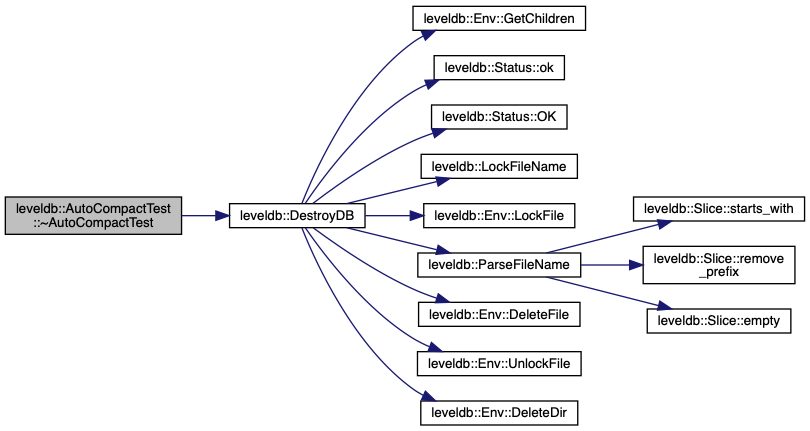 leveldb::AutoCompactTest
::~AutoCompactTest
leveldb::DestroyDB
leveldb::Env::GetChildren
leveldb::Status::ok
leveldb::Status::OK
leveldb::LockFileName
leveldb::Env::LockFile
leveldb::ParseFileName
leveldb::Env::DeleteFile
leveldb::Env::UnlockFile
leveldb::Env::DeleteDir
leveldb::Slice::starts_with
leveldb::Slice::remove
_prefix
leveldb::Slice::empty